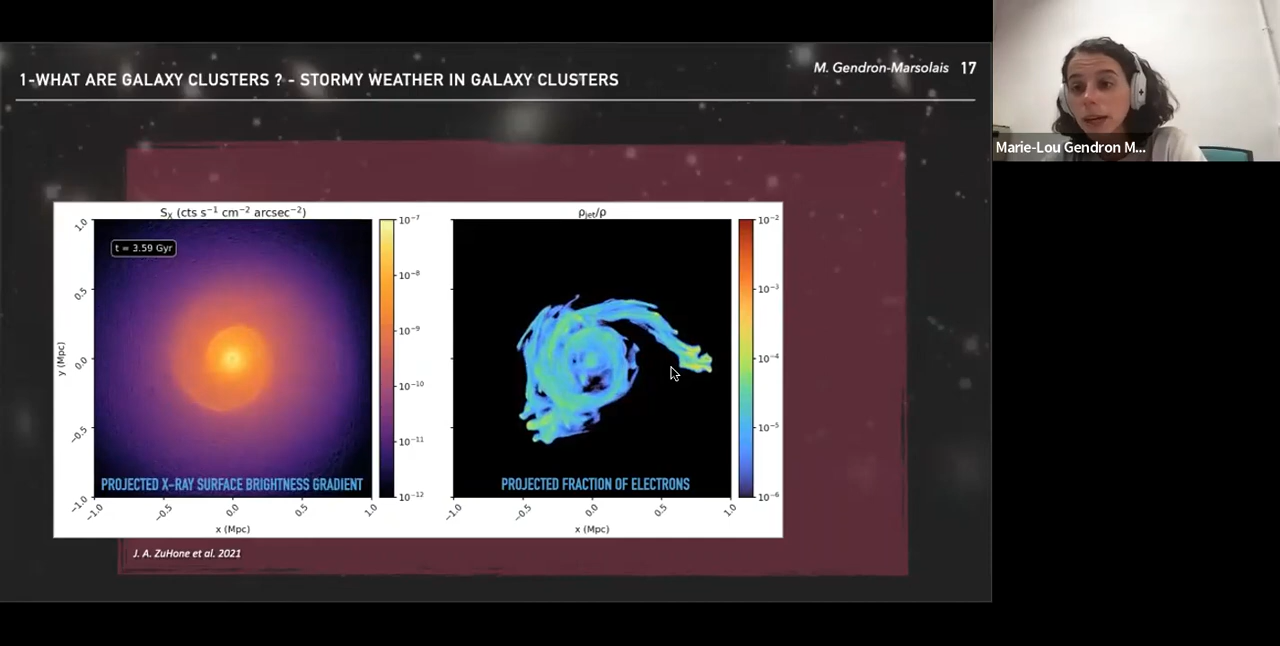 1-WHAT ARE GALAXY CLUSTERS ? - STORMY WEATHER IN GALAXY CLUSTERS
M. Gendron-Marsolais 17
Marie-Lou Gendron M...
Sx (cts s⁻¹ cm⁻² arcsec⁻²)
t = 3.59 Gyr
y (Mpc)
1.0
0.5
0.0
−0.5
−1.0
PROJECTED X-RAY SURFACE BRIGHTNESS GRADIENT
−1.0 −0.5 0.0 0.5 1.0
x (Mpc)
10⁻⁷
10⁻⁸
10⁻⁹
10⁻¹⁰
10⁻¹¹
10⁻¹²
ρjet/ρ
PROJECTED FRACTION OF ELECTRONS
−1.0 −0.5 0.0 0.5 1.0
x (Mpc)
10⁻²
10⁻³
10⁻⁴
10⁻⁵
10⁻⁶
J. A. ZuHone et al. 2021